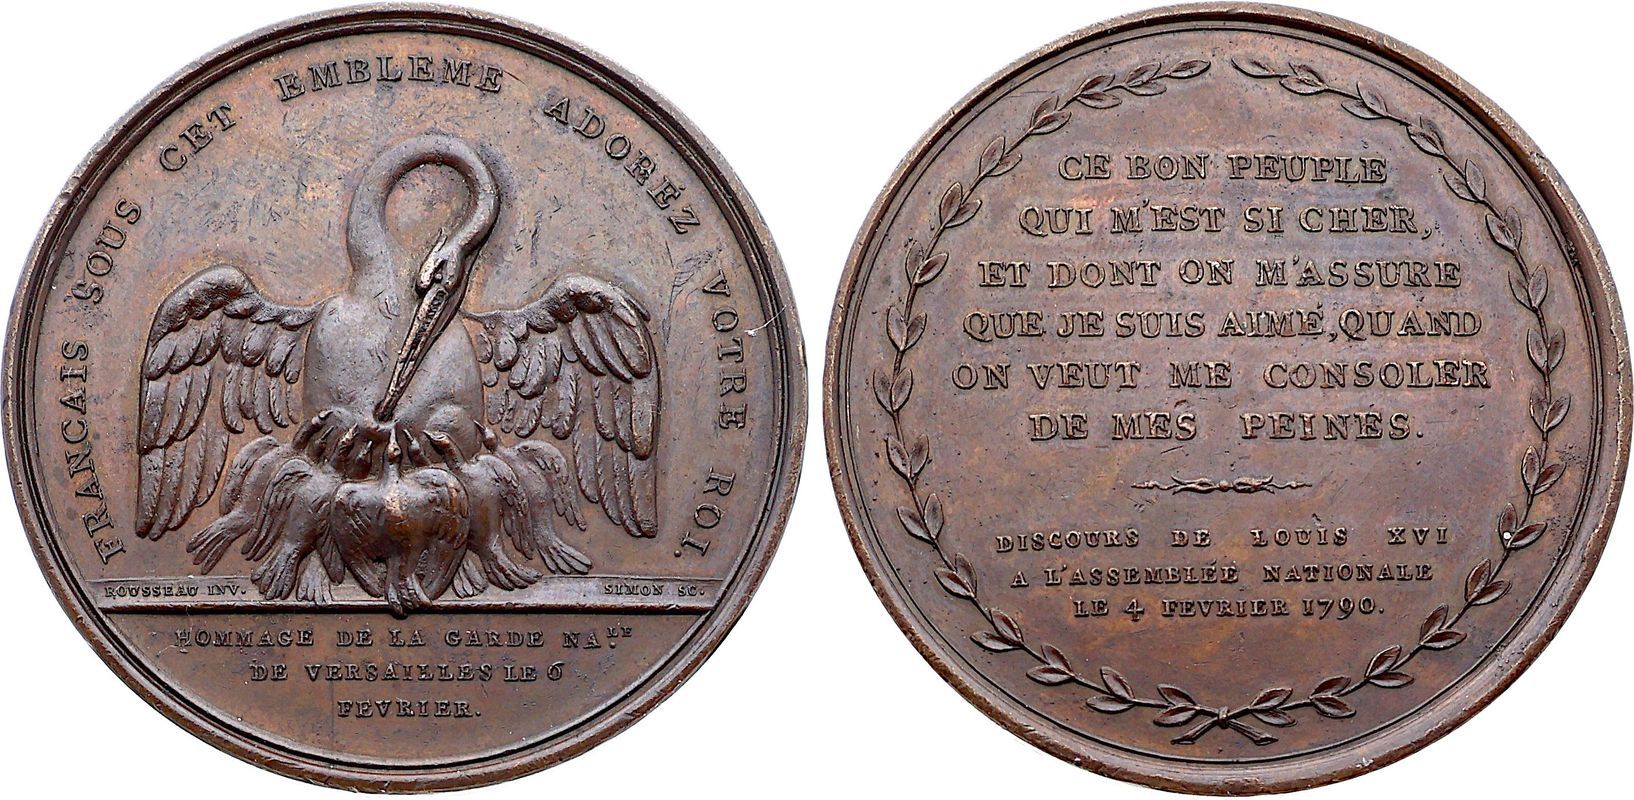 FRANCAIS SOUS CET EMBLEME ADOREZ VOTRE ROI.
ROUSSEAU INV.
SIMON SC.
HOMMAGE DE LA GARDE NA.LE
DE VERSAILLES LE 6
FEVRIER.
CE BON PEUPLE
QUI M'EST SI CHER,
ET DONT ON M'ASSURE
QUE JE SUIS AIMÉ, QUAND
ON VEUT ME CONSOLER
DE MES PEINES.
DISCOURS DE LOUIS XVI
A L'ASSEMBLÉE NATIONALE
LE 4 FEVRIER 1790.